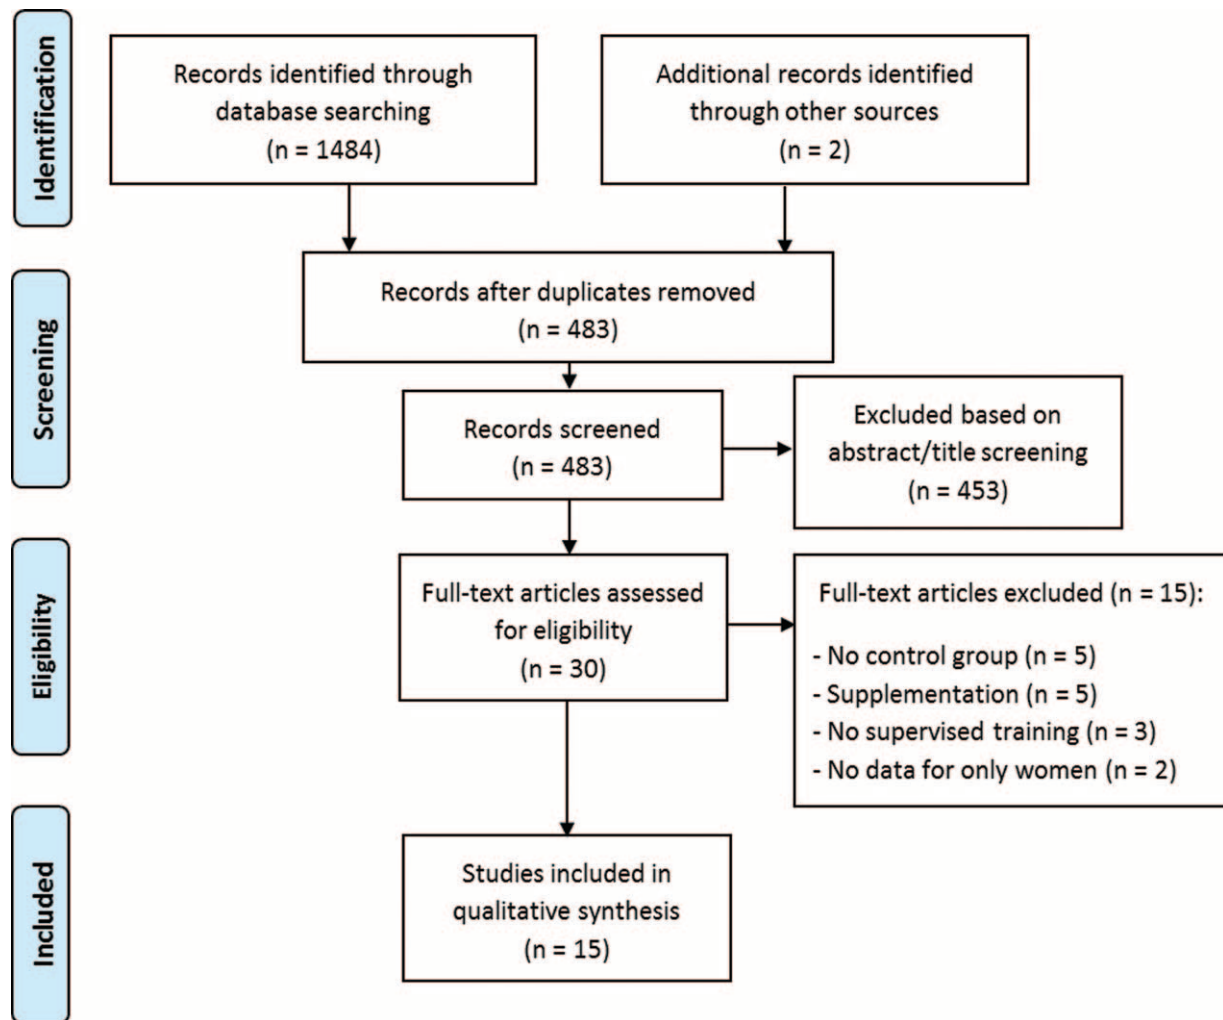 Identification
Records identified through
database searching
(n = 1484)
Additional records identified
through other sources
(n = 2)
Screening
Records after duplicates removed
(n = 483)
Records screened
(n = 483)
Excluded based on
abstract/title screening
(n = 453)
Eligibility
Full-text articles assessed
for eligibility
(n = 30)
Full-text articles excluded (n = 15):
- No control group (n = 5)
- Supplementation (n = 5)
- No supervised training (n = 3)
- No data for only women (n = 2)
Included
Studies included in
qualitative synthesis
(n = 15)